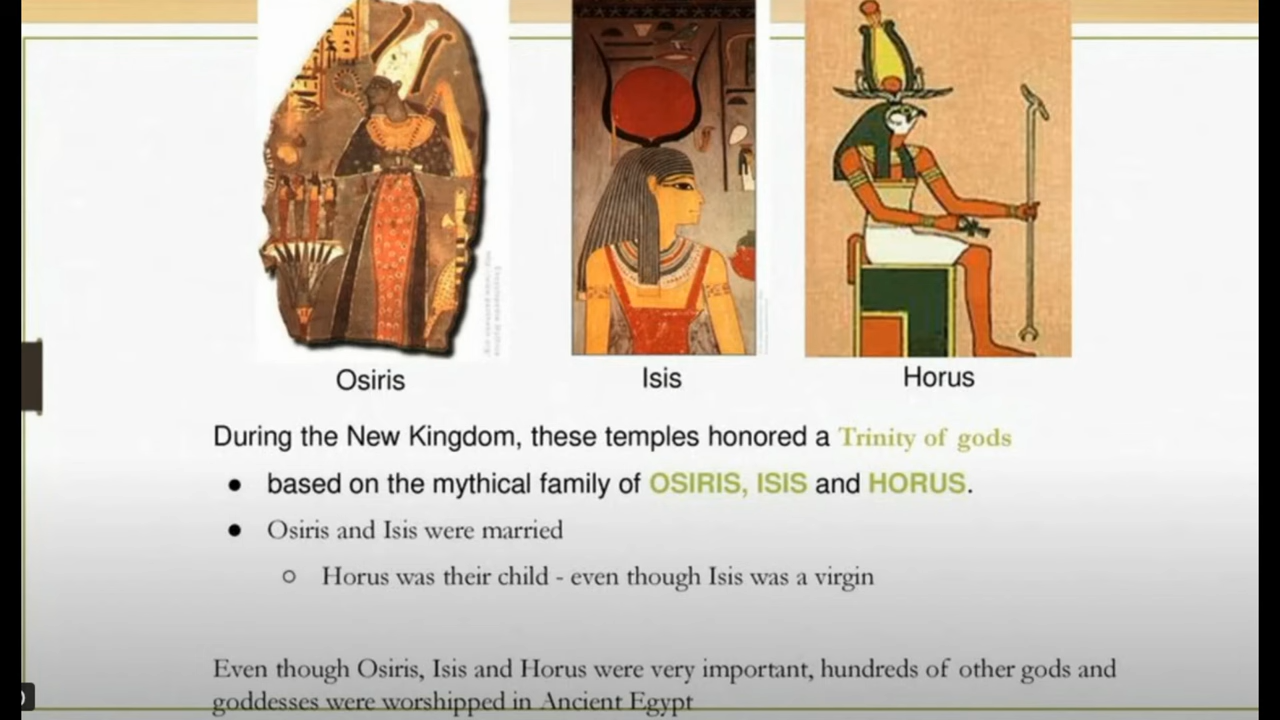 Osiris
Isis
Horus
During the New Kingdom, these temples honored a Trinity of gods
● based on the mythical family of OSIRIS, ISIS and HORUS.
● Osiris and Isis were married
○ Horus was their child - even though Isis was a virgin
Even though Osiris, Isis and Horus were very important, hundreds of other gods and
goddesses were worshipped in Ancient Egypt